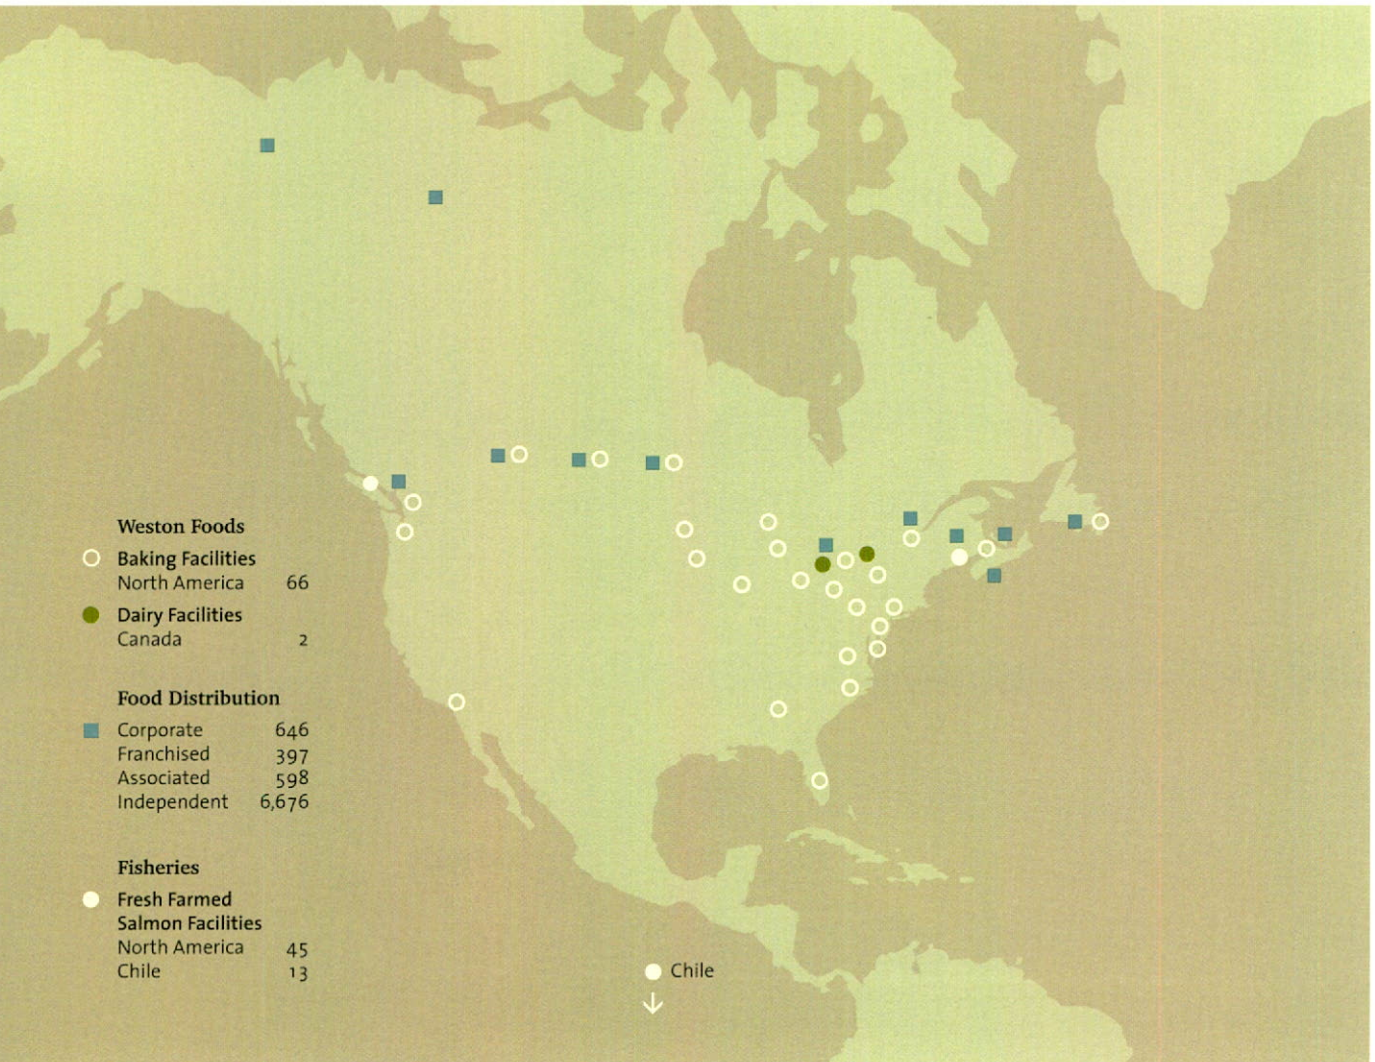 Weston Foods
Baking Facilities
North America 66
Dairy Facilities
Canada 2
Food Distribution
Corporate 646
Franchised 397
Associated 598
Independent 6,676
Fisheries
Fresh Farmed
Salmon Facilities
North America 45
Chile 13
Chile